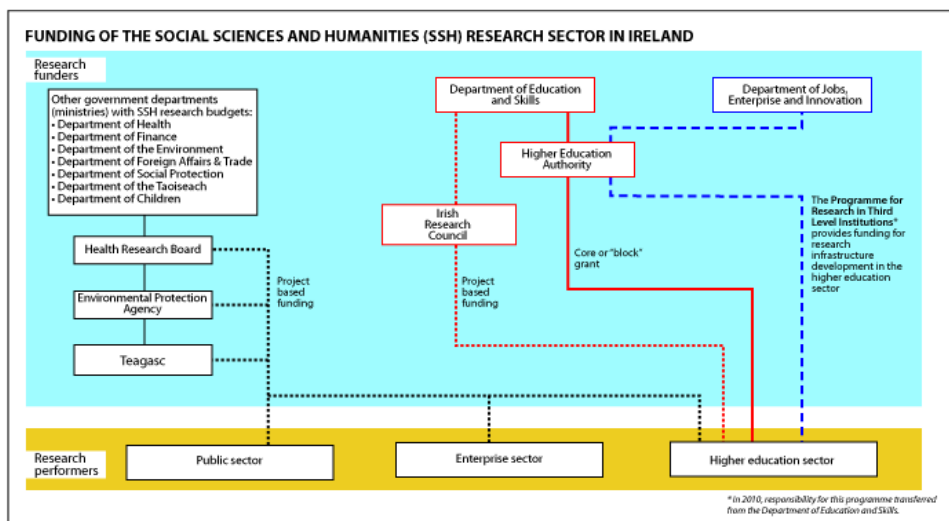 FUNDING OF THE SOCIAL SCIENCES AND HUMANITIES (SSH) RESEARCH SECTOR IN IRELAND
Research
funders
Other government departments
(ministries) with SSH research budgets:
• Department of Health
• Department of Finance
• Department of the Environment
• Department of Foreign Affairs & Trade
• Department of Social Protection
• Department of the Taoiseach
• Department of Children
Department of Education
and Skills
Department of Jobs,
Enterprise and Innovation
Higher Education
Authority
Irish
Research
Council
The Programme for
Research in Third
Level Institutions*
provides funding for
research
infrastructure
development in the
higher education
sector
Health Research Board
Environmental Protection
Agency
Teagasc
Project
based
funding
Project
based
funding
Core or "block"
grant
Research
performers
Public sector
Enterprise sector
Higher education sector
* In 2010, responsibility for this programme transferred
from the Department of Education and Skills.